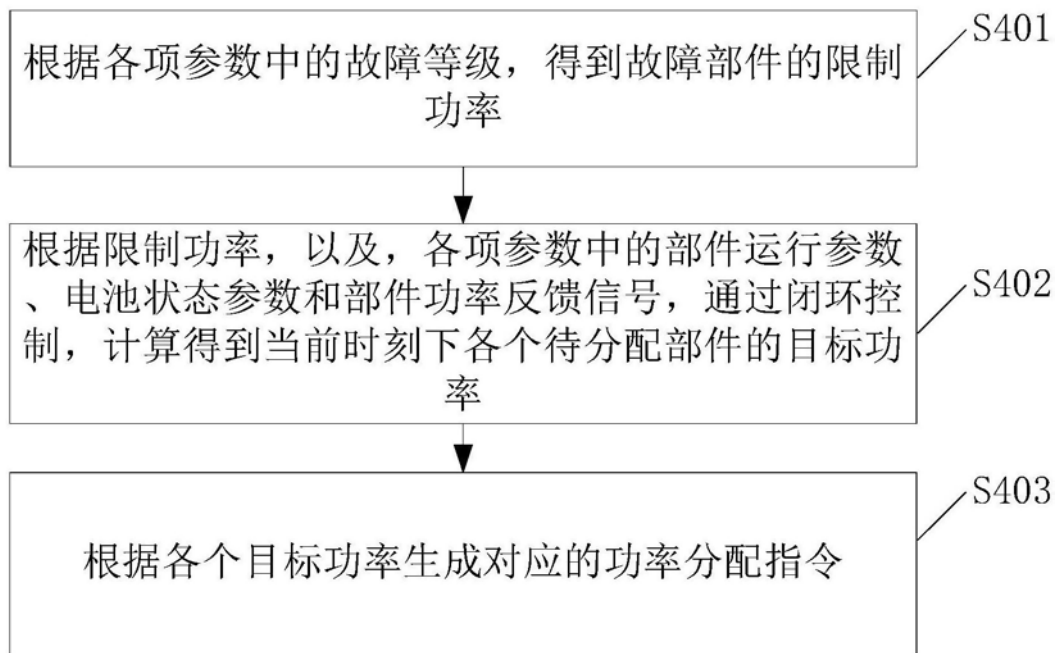 根据各项参数中的故障等级，得到故障部件的限制
功率
S401
根据限制功率，以及，各项参数中的部件运行参数
、电池状态参数和部件功率反馈信号，通过闭环控
制，计算得到当前时刻下各个待分配部件的目标功
率
S402
根据各个目标功率生成对应的功率分配指令
S403